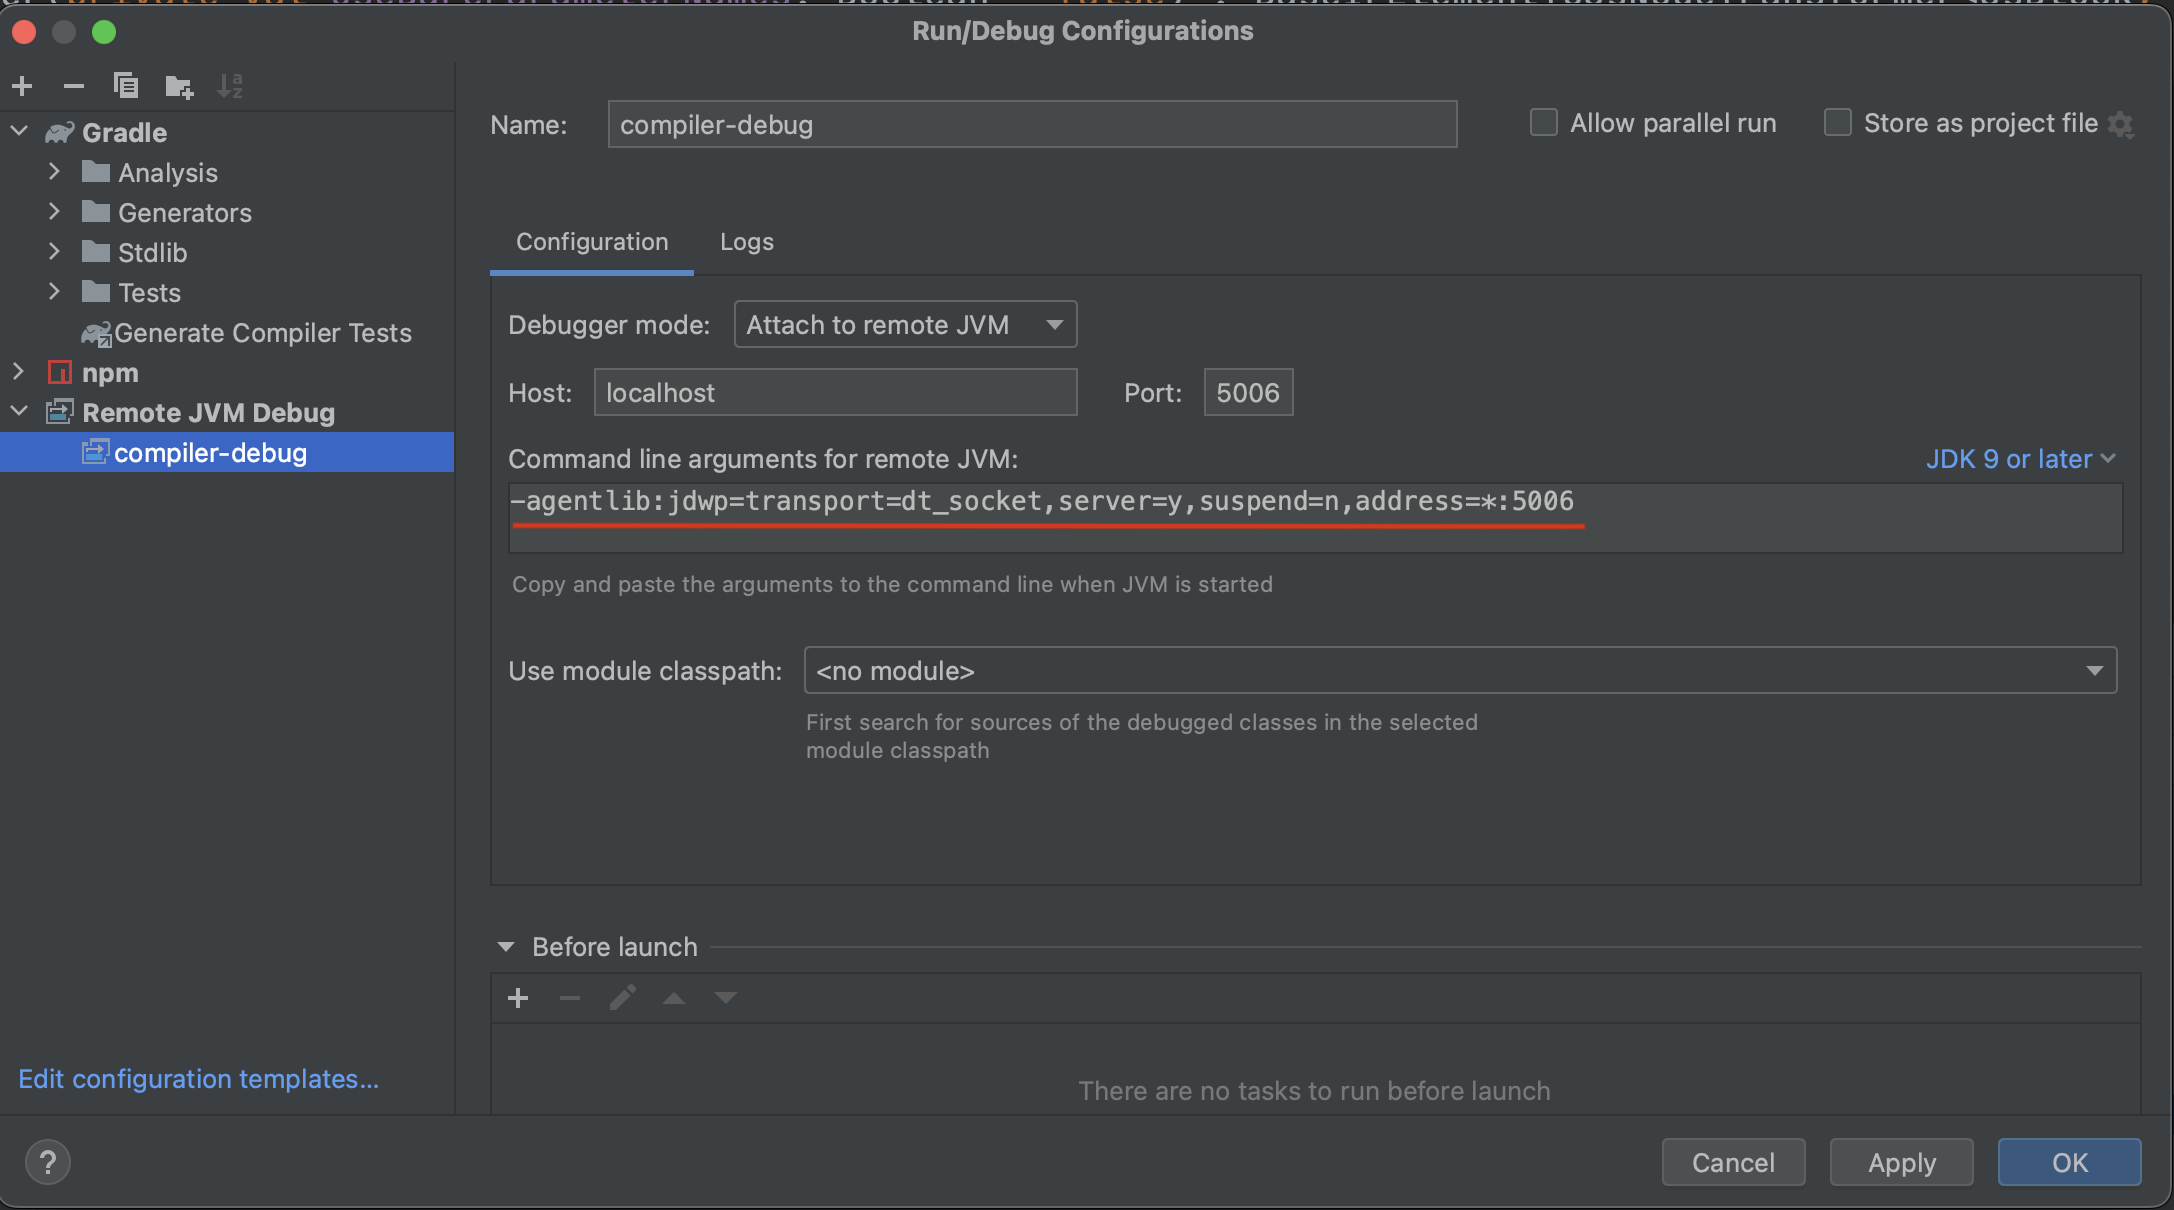 Run/Debug Configurations
Gradle
Analysis
Generators
Stdlib
Tests
Generate Compiler Tests
npm
Remote JVM Debug
compiler-debug
Edit configuration templates...
Name: compiler-debug
Allow parallel run
Store as project file
Configuration Logs
Debugger mode: Attach to remote JVM
Host: localhost Port: 5006
Command line arguments for remote JVM: JDK 9 or later
-agentlib:jdwp=transport=dt_socket,server=y,suspend=n,address=*:5006
Copy and paste the arguments to the command line when JVM is started
Use module classpath: <no module>
First search for sources of the debugged classes in the selected
module classpath
Before launch
There are no tasks to run before launch
? Cancel Apply OK